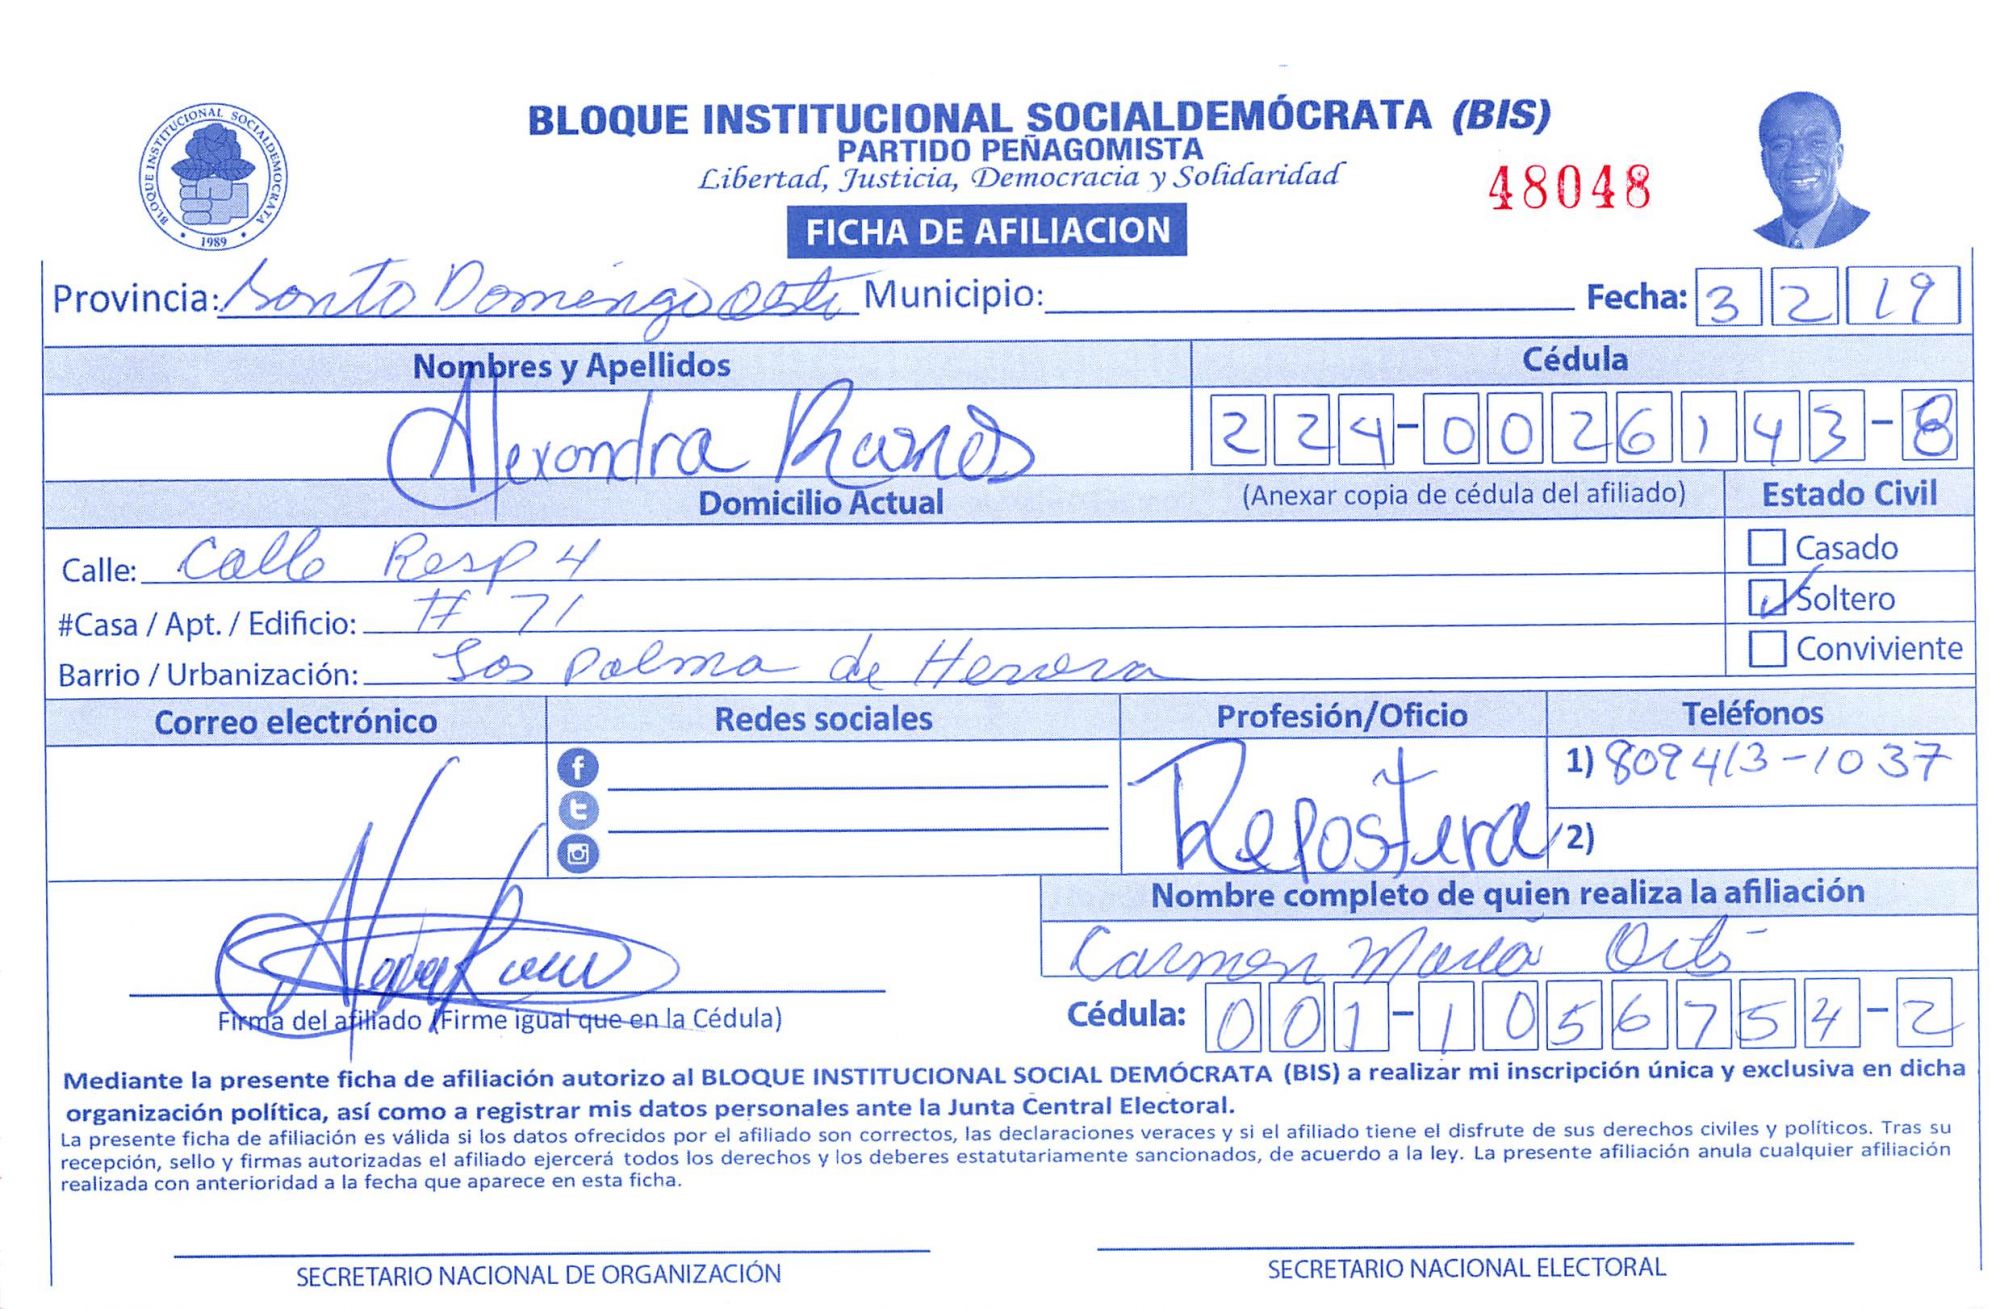 BLOQUE INSTITUCIONAL SOCIALDEMÓCRATA (BIS)
PARTIDO PEÑAGOMISTA
Libertad, Justicia, Democracia y Solidaridad
48048
BLOQUE INSTITUCIONAL SOCIALDEMOCRATA
1989
FICHA DE AFILIACION
Provincia: Santo Domingo Oeste Municipio: Fecha: 3 2 19
Nombres y Apellidos Cédula
Alexandra Ramos 224-0026143-8
Domicilio Actual (Anexar copia de cédula del afiliado) Estado Civil
Calle: Calle Resp 4 Casado
#Casa / Apt. / Edificio: # 71 Soltero
Barrio / Urbanización: Las Palma de Herrera Conviviente
Correo electrónico Redes sociales Profesión/Oficio Teléfonos
Repostera 1) 809413-1037
2)
Nombre completo de quien realiza la afiliación
Carmen María
Firma del afiliado (Firme igual que en la Cédula) Cédula: 001-1056754-2
Mediante la presente ficha de afiliación autorizo al BLOQUE INSTITUCIONAL SOCIAL DEMÓCRATA (BIS) a realizar mi inscripción única y exclusiva en dicha
organización política, así como a registrar mis datos personales ante la Junta Central Electoral.
La presente ficha de afiliación es válida si los datos ofrecidos por el afiliado son correctos, las declaraciones veraces y si el afiliado tiene el disfrute de sus derechos civiles y políticos. Tras su
recepción, sello y firmas autorizadas el afiliado ejercerá todos los derechos y los deberes estatutariamente sancionados, de acuerdo a la ley. La presente afiliación anula cualquier afiliación
realizada con anterioridad a la fecha que aparece en esta ficha.
SECRETARIO NACIONAL DE ORGANIZACIÓN SECRETARIO NACIONAL ELECTORAL